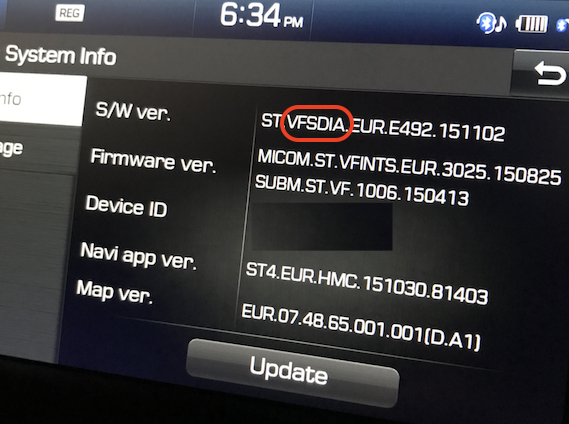 REG
6:34 PM
System Info
nfo
age
S/W ver.
ST.VFSDIA.EUR.E492.151102
Firmware ver.
MICOM.ST.VFINTS.EUR.3025.150825
SUBM.ST.VF.1006.150413
Device ID
Navi app ver.
ST4.EUR.HMC.151030.81403
Map ver.
EUR.07.48.65.001.001(D.A1)
Update